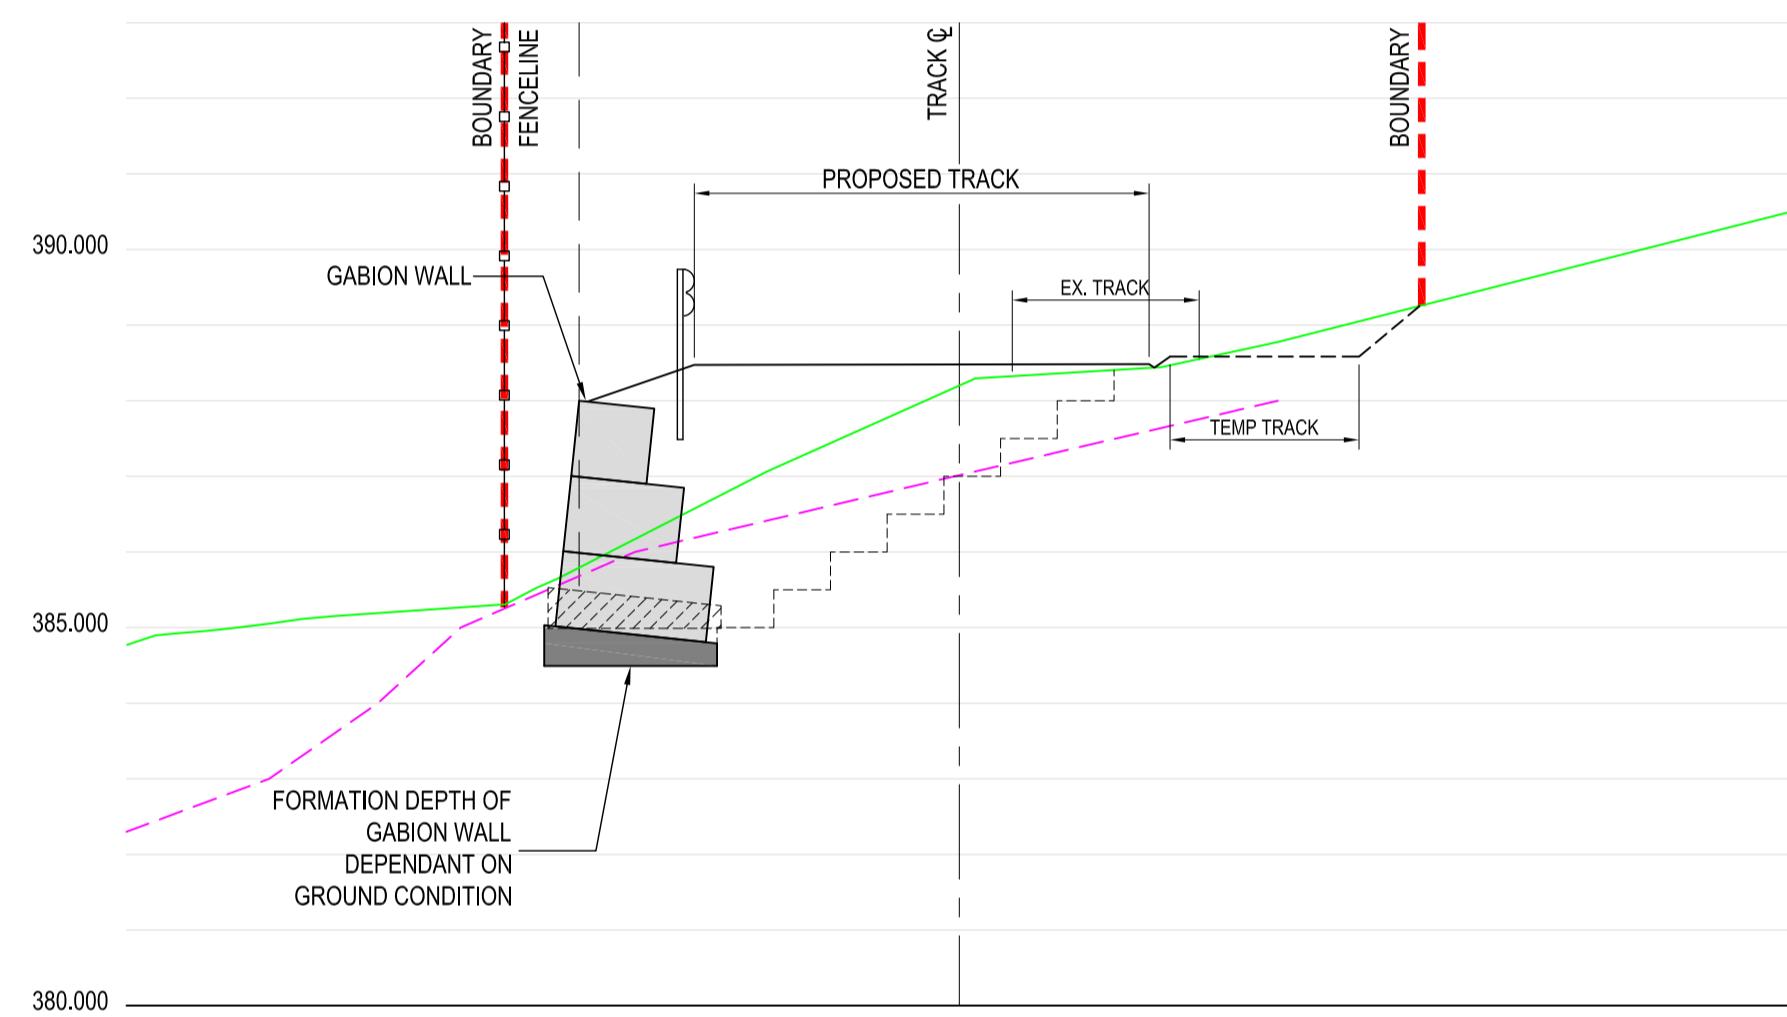 BOUNDARY
FENCELINE
TRACK ℄
BOUNDARY
PROPOSED TRACK
390.000
GABION WALL
EX. TRACK
TEMP TRACK
385.000
FORMATION DEPTH OF
GABION WALL
DEPENDANT ON
GROUND CONDITION
380.000